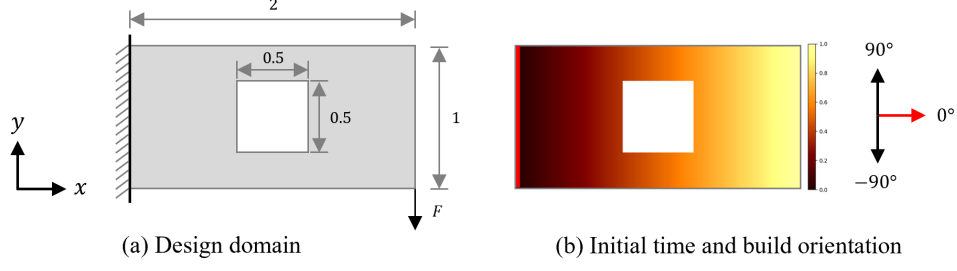 2
0.5
0.5
1
y
x
F
(a) Design domain
1.0
0.8
0.6
0.4
0.2
0.0
90°
0°
−90°
(b) Initial time and build orientation